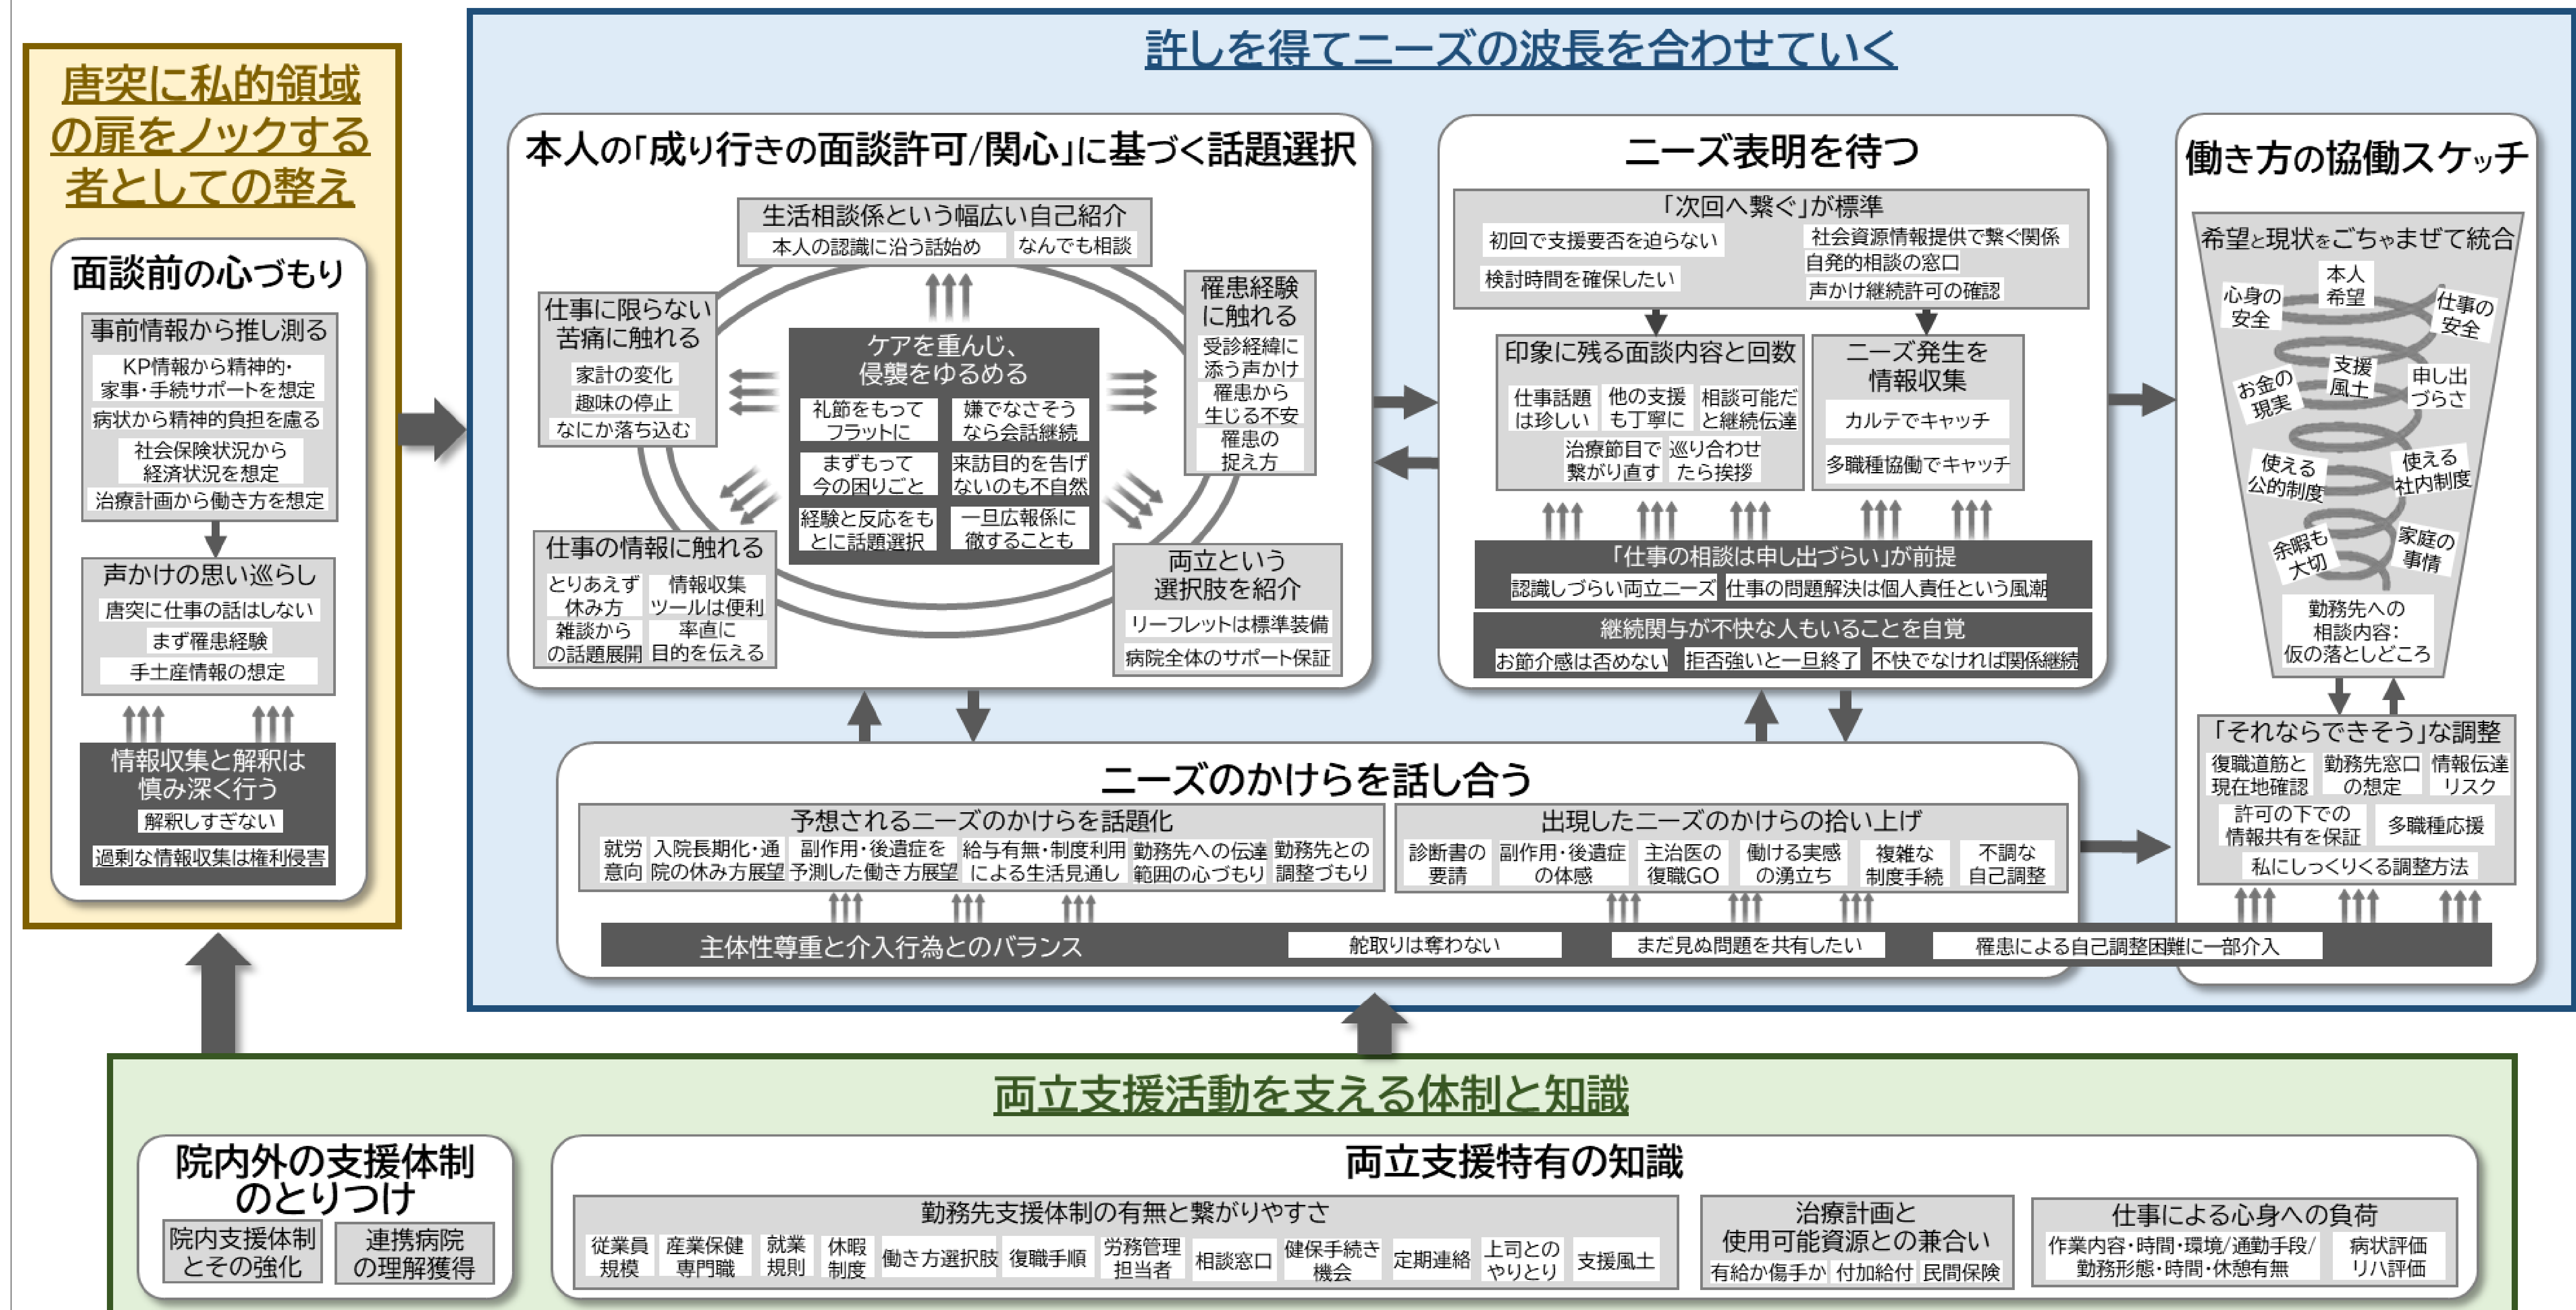 唐突に私的領域
の扉をノックする
者としての整え
面談前の心づもり
事前情報から推し測る
KP情報から精神的・
家事・手続サポートを想定
病状から精神的負担を慮る
社会保険状況から
経済状況を想定
治療計画から働き方を想定
声かけの思い巡らし
唐突に仕事の話はしない
まず罹患経験
手土産情報の想定
情報収集と解釈は
慎み深く行う
解釈しすぎない
過剰な情報収集は権利侵害
許しを得てニーズの波長を合わせていく
本人の「成り行きの面談許可/関心」に基づく話題選択
生活相談係という幅広い自己紹介
本人の認識に沿う話始め
なんでも相談
仕事に限らない
苦痛に触れる
家計の変化
趣味の停止
なにか落ち込む
ケアを重んじ、
侵襲をゆるめる
礼節をもって
フラットに
嫌でなさそう
なら会話継続
まずもって
今の困りごと
来訪目的を告げ
ないのも不自然
経験と反応をも
とに話題選択
一旦広報係に
徹することも
罹患経験
に触れる
受診経緯に
添う声かけ
罹患から
生じる不安
罹患の
捉え方
仕事の情報に触れる
とりあえず
休み方
情報収集
ツールは便利
雑談から
の話題展開
率直に
目的を伝える
両立という
選択肢を紹介
リーフレットは標準装備
病院全体のサポート保証
ニーズ表明を待つ
「次回へ繋ぐ」が標準
初回で支援要否を迫らない
検討時間を確保したい
社会資源情報提供で繋ぐ関係
自発的相談の窓口
声かけ継続許可の確認
印象に残る面談内容と回数
仕事話題
は珍しい
他の支援
も丁寧に
相談可能だ
と継続伝達
治療節目で
繋がり直す
巡り合わせ
たら挨拶
ニーズ発生を
情報収集
カルテでキャッチ
多職種協働でキャッチ
「仕事の相談は申し出づらい」が前提
認識しづらい両立ニーズ
仕事の問題解決は個人責任という風潮
継続関与が不快な人もいることを自覚
お節介感は否めない
拒否強いと一旦終了
不快でなければ関係継続
働き方の協働スケッチ
希望と現状をごちゃまぜて統合
心身の
安全
本人
希望
仕事の
安全
お金の
現実
支援
風土
申し出
づらさ
使える
公的制度
使える
社内制度
余暇も
大切
家庭の
事情
勤務先への
相談内容：
仮の落としどころ
「それならできそう」な調整
復職道筋と
現在地確認
勤務先窓口
の想定
情報伝達
リスク
許可の下での
情報共有を保証
多職種応援
私にしっくりくる調整方法
ニーズのかけらを話し合う
予想されるニーズのかけらを話題化
就労
意向
入院長期化・通
院の休み方展望
副作用・後遺症を
予測した働き方展望
給与有無・制度利用
による生活見通し
勤務先への伝達
範囲の心づもり
勤務先との
調整づもり
出現したニーズのかけらの拾い上げ
診断書の
要請
副作用・後遺症
の体感
主治医の
復職GO
働ける実感
の湧立ち
複雑な
制度手続
不調な
自己調整
主体性尊重と介入行為とのバランス
舵取りは奪わない
まだ見ぬ問題を共有したい
罹患による自己調整困難に一部介入
両立支援活動を支える体制と知識
院内外の支援体制
のとりつけ
院内支援体制
とその強化
連携病院
の理解獲得
両立支援特有の知識
勤務先支援体制の有無と繋がりやすさ
従業員
規模
産業保健
専門職
就業
規則
休暇
制度
働き方選択肢
復職手順
労務管理
担当者
相談窓口
健保手続き
機会
定期連絡
上司との
やりとり
支援風土
治療計画と
使用可能資源との兼合い
有給か傷手か
付加給付
民間保険
仕事による心身への負荷
作業内容・時間・環境/通勤手段/
勤務形態・時間・休憩有無
病状評価
リハ評価